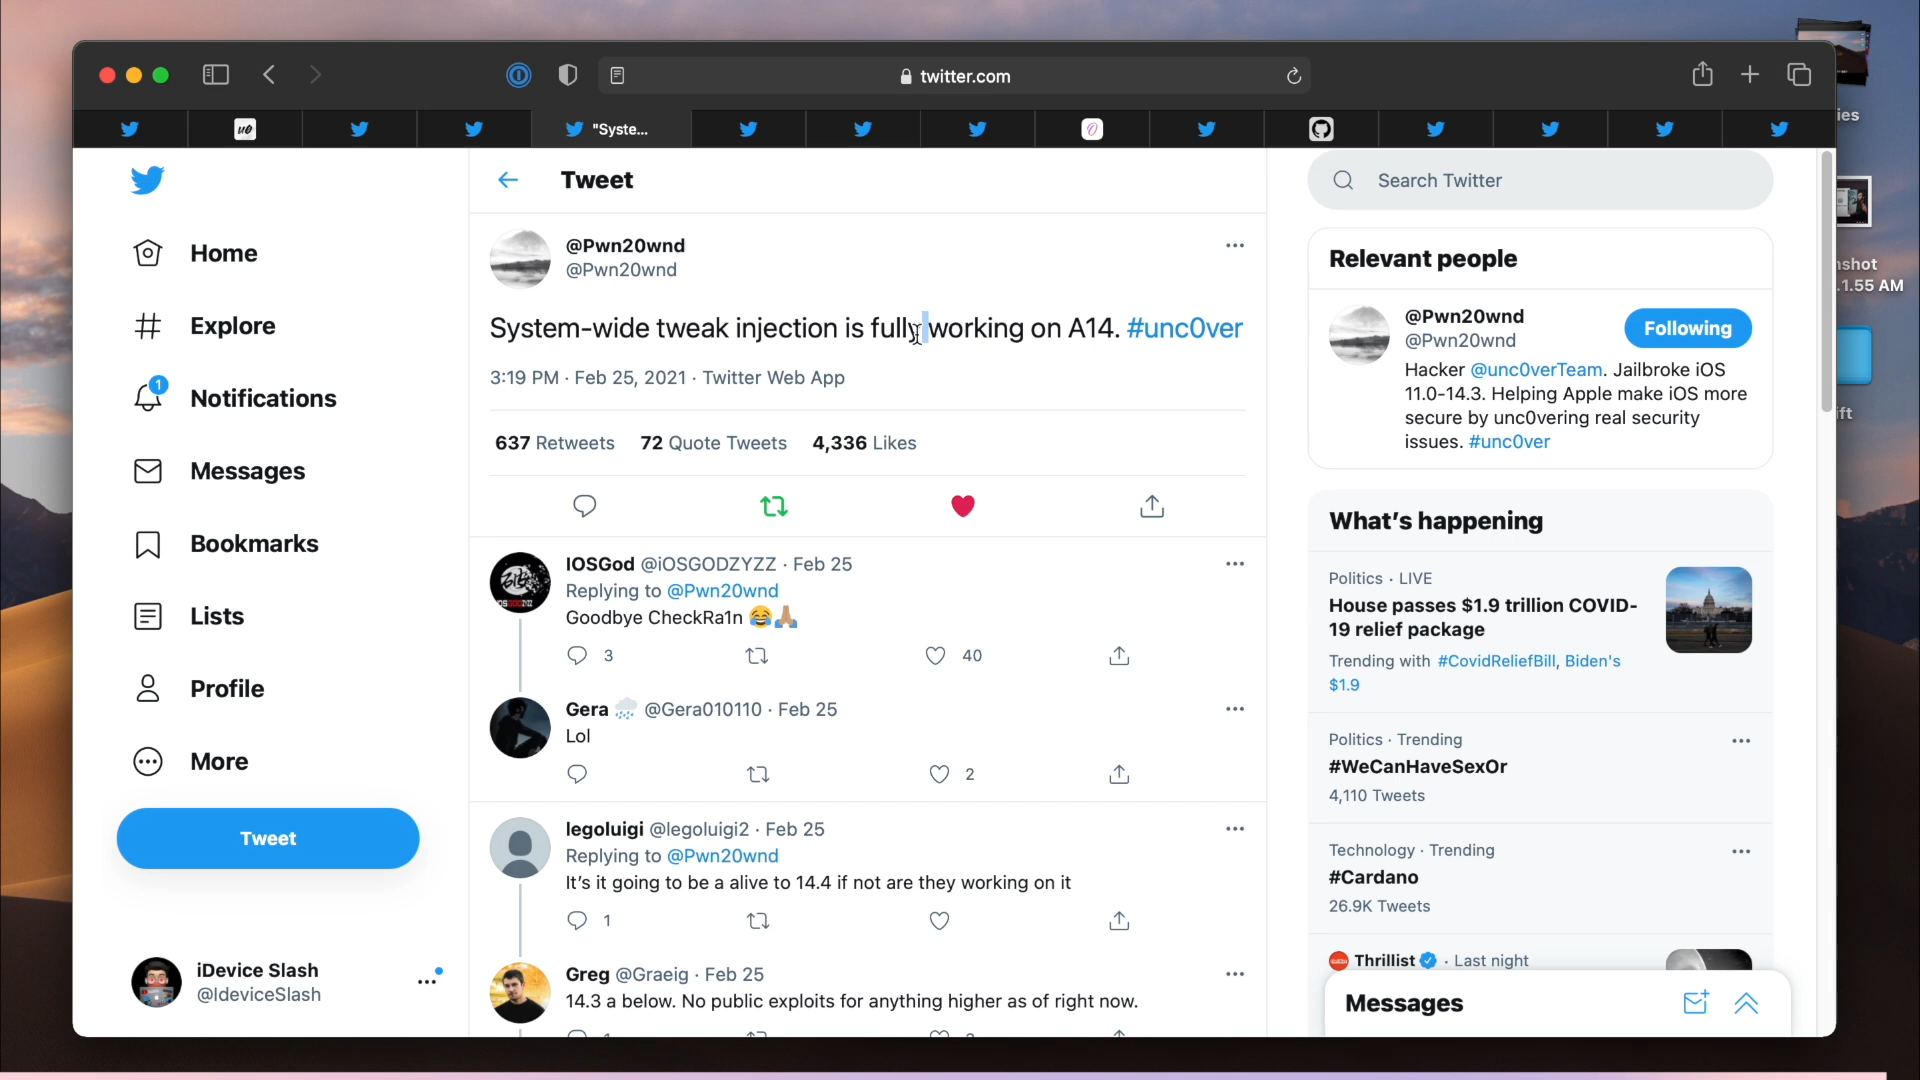 twitter.com
"Syste...
Home
Explore
1
Notifications
Messages
Bookmarks
Lists
Profile
More
Tweet
iDevice Slash
@IdeviceSlash
Tweet
@Pwn20wnd
@Pwn20wnd
System-wide tweak injection is fully working on A14. #unc0ver
3:19 PM · Feb 25, 2021 · Twitter Web App
637 Retweets 72 Quote Tweets 4,336 Likes
IOSGod @iOSGODZYZZ · Feb 25
Replying to @Pwn20wnd
Goodbye CheckRa1n 😂🙏🏽
3 40
Gera 🌧️ @Gera010110 · Feb 25
Lol
2
legoluigi @legoluigi2 · Feb 25
Replying to @Pwn20wnd
It's it going to be a alive to 14.4 if not are they working on it
1
Greg @Graeig · Feb 25
14.3 a below. No public exploits for anything higher as of right now.
Search Twitter
Relevant people
@Pwn20wnd
@Pwn20wnd
Following
Hacker @unc0verTeam. Jailbroke iOS
11.0-14.3. Helping Apple make iOS more
secure by unc0vering real security
issues. #unc0ver
What's happening
Politics · LIVE
House passes $1.9 trillion COVID-
19 relief package
Trending with #CovidReliefBill, Biden's
$1.9
Politics · Trending
#WeCanHaveSexOr
4,110 Tweets
Technology · Trending
#Cardano
26.9K Tweets
Thrillist · Last night
Messages
ies
nshot
.1.55 AM
ift